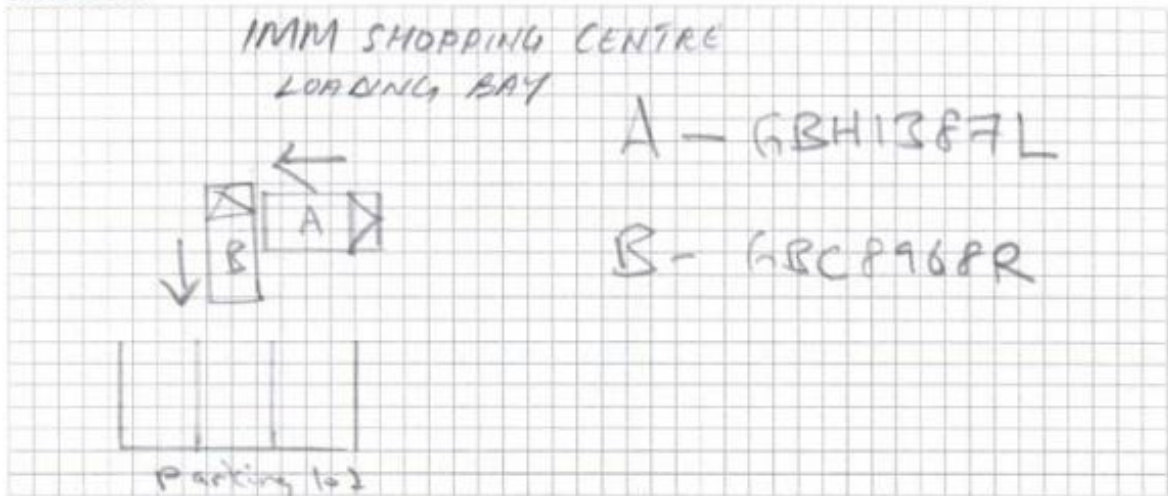 IMM SHOPPING CENTRE
LOADING BAY
A - GBH1387L
A
B - GBC8968R
B
parking lot